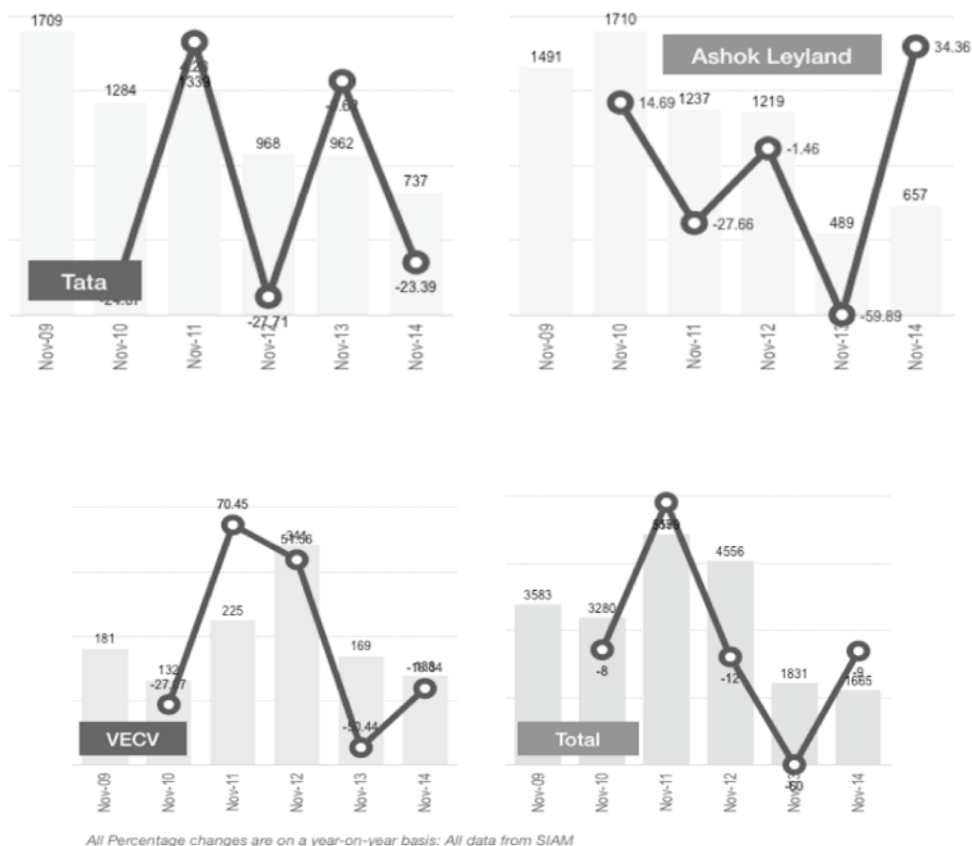 1709
1284
1339
968
962
737
-27.71
-23.39
Tata
Nov-09
Nov-10
Nov-11
Nov-12
Nov-13
Nov-14
1491
1710
1237
1219
489
657
14.69
-27.66
-1.46
-59.89
34.36
Ashok Leyland
Nov-09
Nov-10
Nov-11
Nov-12
Nov-13
Nov-14
181
132
225
169
-27.07
70.45
-50.44
VECV
Nov-09
Nov-10
Nov-11
Nov-12
Nov-13
Nov-14
3583
3280
4556
1831
1665
-8
-12
-60
-9
Total
Nov-09
Nov-10
Nov-11
Nov-12
Nov-14
All Percentage changes are on a year-on-year basis: All data from SIAM